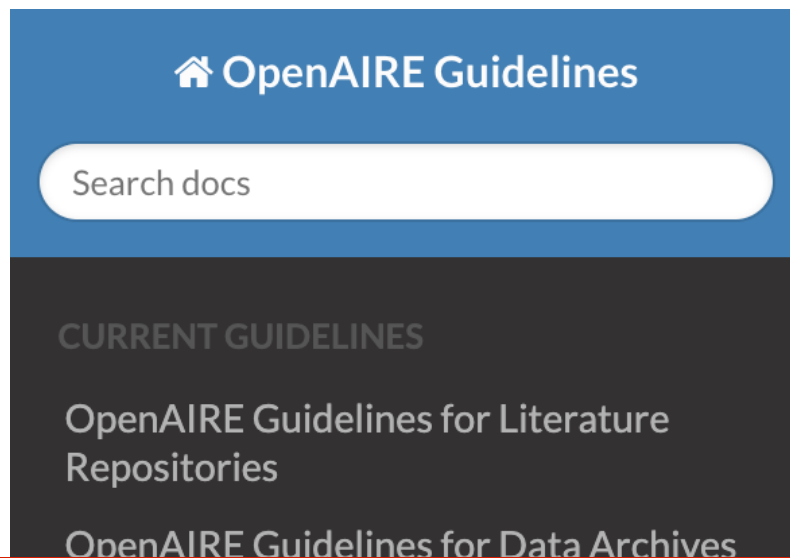 OpenAIRE Guidelines
Search docs
CURRENT GUIDELINES
OpenAIRE Guidelines for Literature
Repositories
OpenAIRE Guidelines for Data Archives